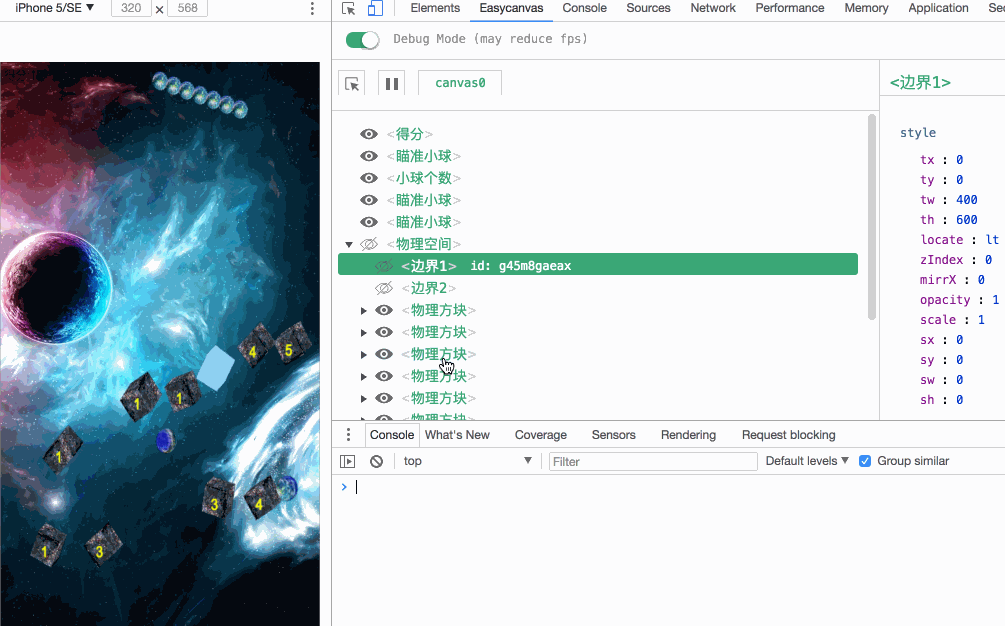 iPhone 5/SE ▼ 320 × 568
Elements Easycanvas Console Sources Network Performance Memory Application
Debug Mode (may reduce fps)
canvas0
<边界1>
<得分>
<瞄准小球>
<小球个数>
<瞄准小球>
<瞄准小球>
<物理空间>
<边界1> id: g45m8gaeax
<边界2>
<物理方块>
<物理方块>
<物理方块>
<物理方块>
<物理方块>
<物理方块>
style
tx : 0
ty : 0
tw : 400
th : 600
locate : lt
zIndex : 0
mirrX : 0
opacity : 1
scale : 1
sx : 0
sy : 0
sw : 0
sh : 0
4 5
1 1
1
3 4
1 3
Console What's New Coverage Sensors Rendering Request blocking
top ▼ Filter Default levels ▼ Group similar
>